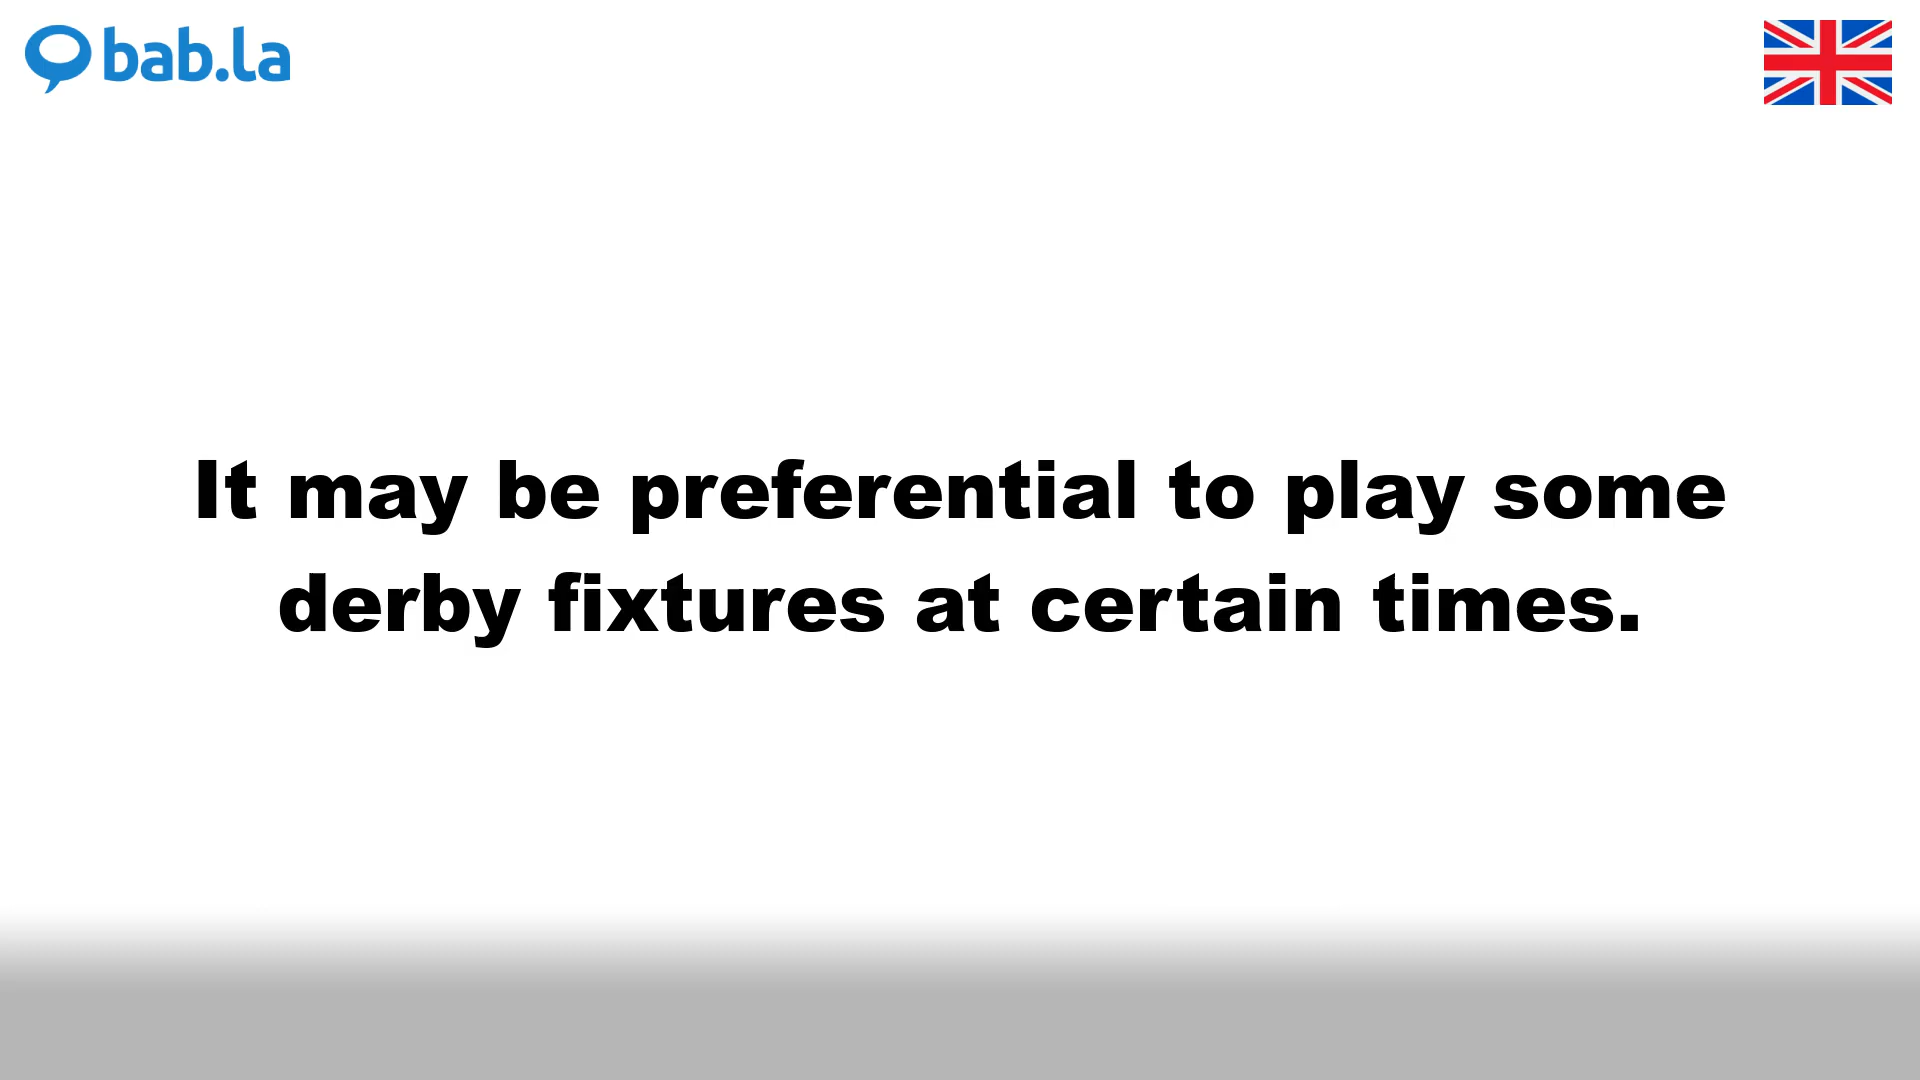 bab.la
It may be preferential to play some
derby fixtures at certain times.